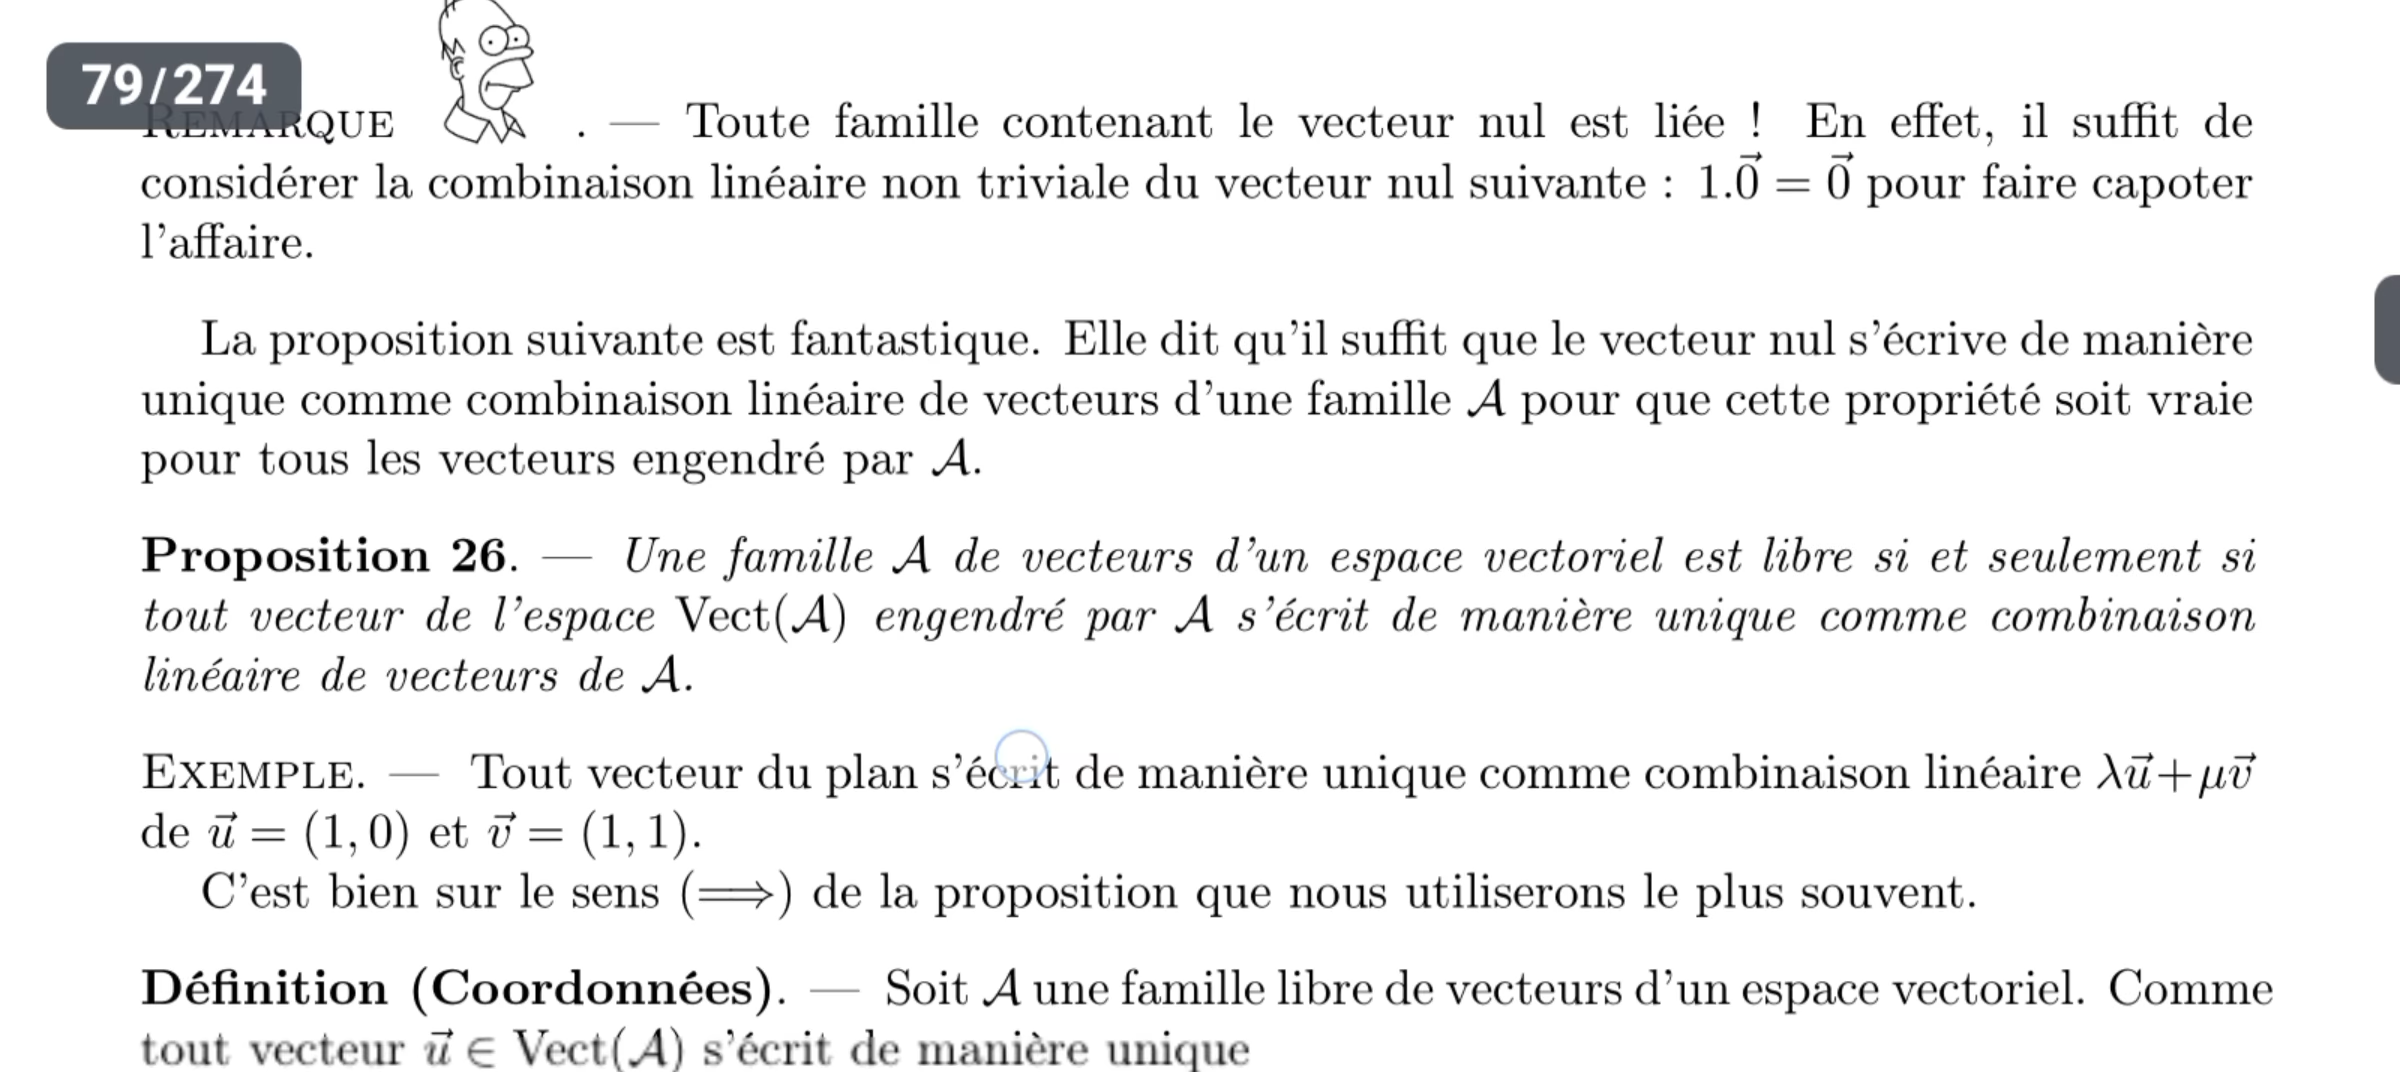 79/274
REMARQUE . — Toute famille contenant le vecteur nul est liée ! En effet, il suffit de
considérer la combinaison linéaire non triviale du vecteur nul suivante : 1.0⃗ = 0⃗ pour faire capoter
l'affaire.
La proposition suivante est fantastique. Elle dit qu'il suffit que le vecteur nul s'écrive de manière
unique comme combinaison linéaire de vecteurs d'une famille 𝒜 pour que cette propriété soit vraie
pour tous les vecteurs engendré par 𝒜.
Proposition 26. — Une famille 𝒜 de vecteurs d'un espace vectoriel est libre si et seulement si
tout vecteur de l'espace Vect(𝒜) engendré par 𝒜 s'écrit de manière unique comme combinaison
linéaire de vecteurs de 𝒜.
EXEMPLE. — Tout vecteur du plan s'écrit de manière unique comme combinaison linéaire λu⃗+μv⃗
de u⃗ = (1, 0) et v⃗ = (1, 1).
C'est bien sur le sens (⟹) de la proposition que nous utiliserons le plus souvent.
Définition (Coordonnées). — Soit 𝒜 une famille libre de vecteurs d'un espace vectoriel. Comme
tout vecteur u⃗ ∈ Vect(𝒜) s'écrit de manière unique